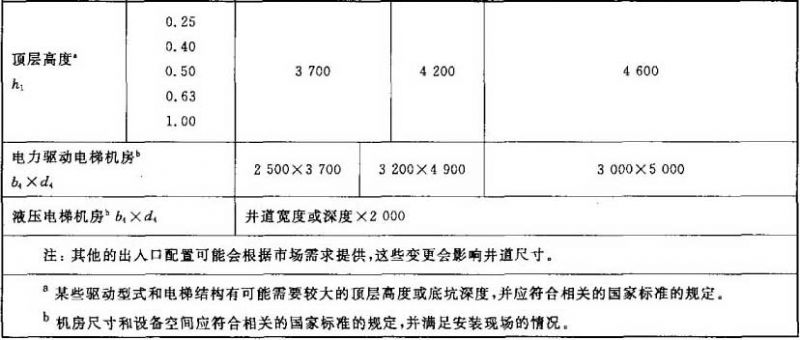 顶层高度ᵃ
h₁
0.25
0.40
0.50
0.63
1.00
3 700
4 200
4 600
电力驱动电梯机房ᵇ
b₄×d₄
2 500×3 700
3 200×4 900
3 000×5 000
液压电梯机房ᵇ b₄×d₄
井道宽度或深度×2 000
注：其他的出入口配置可能会根据市场需求提供，这些变更会影响井道尺寸。
ᵃ 某些驱动型式和电梯结构有可能需要较大的顶层高度或底坑深度，并应符合相关的国家标准的规定。
ᵇ 机房尺寸和设备空间应符合相关的国家标准的规定，并满足安装现场的情况。